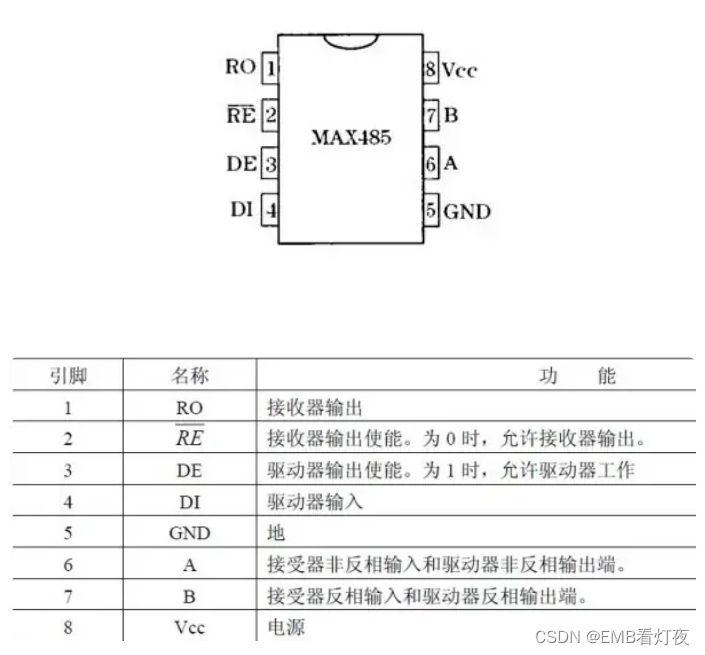 RO 1 8 Vcc
R̅E̅ 2 7 B
MAX485
DE 3 6 A
DI 4 5 GND
引脚 名称 功 能
1 RO 接收器输出
2 R̅E̅ 接收器输出使能。为0时，允许接收器输出。
3 DE 驱动器输出使能。为1时，允许驱动器工作
4 DI 驱动器输入
5 GND 地
6 A 接受器非反相输入和驱动器非反相输出端。
7 B 接受器反相输入和驱动器反相输出端。
8 Vcc 电源
CSDN @EMB看灯夜